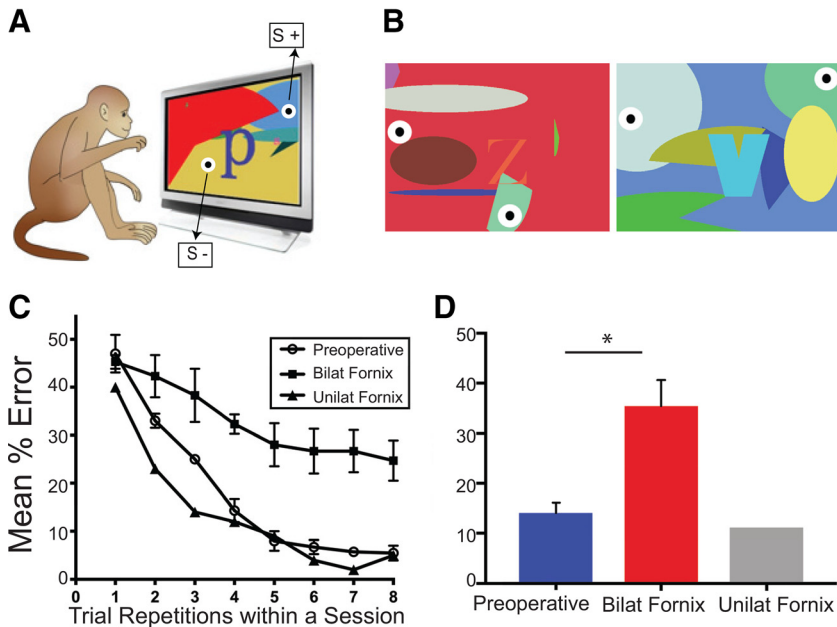 A
S +
p
S -
B
Z
V
C
Mean % Error
50
40
30
20
10
0
Preoperative
Bilat Fornix
Unilat Fornix
0 1 2 3 4 5 6 7 8
Trial Repetitions within a Session
D
50
40
30
20
10
0
*
Preoperative Bilat Fornix Unilat Fornix